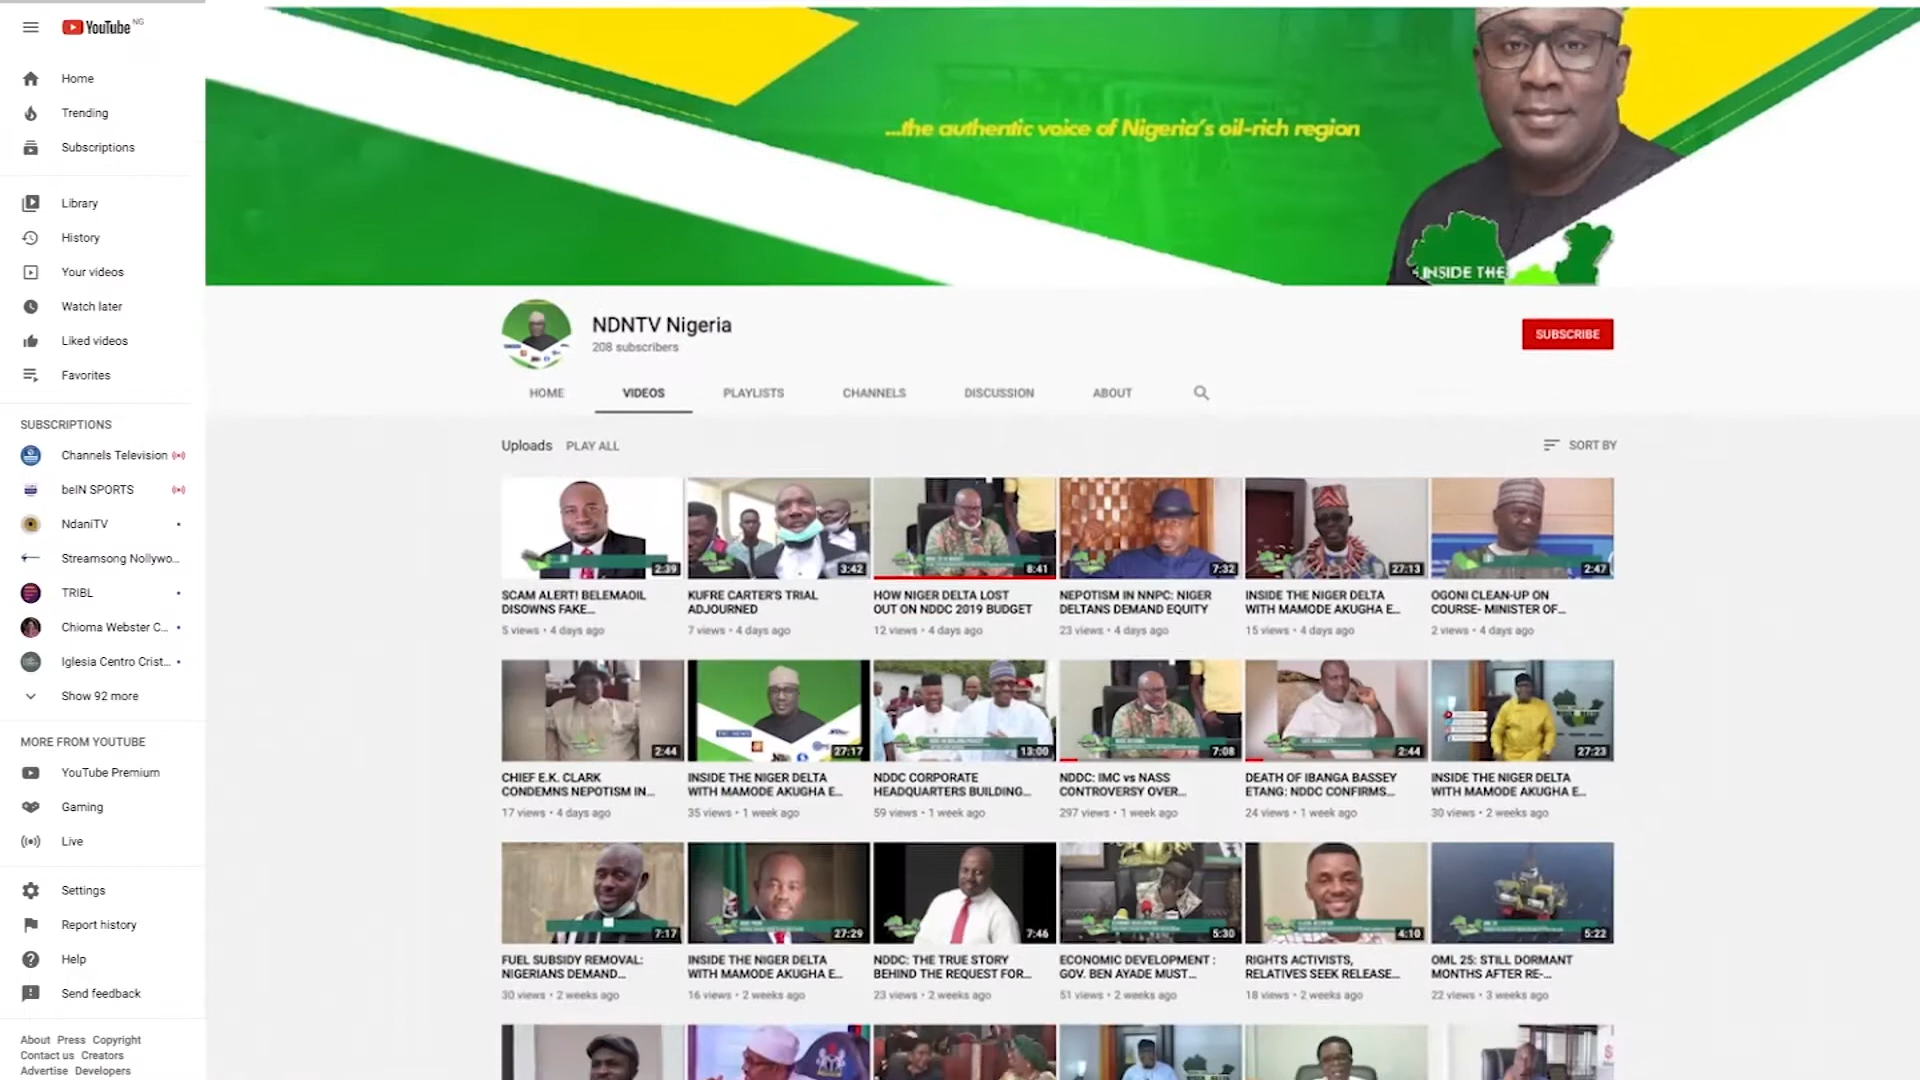 YouTube NG
Home
Trending
Subscriptions
Library
History
Your videos
Watch later
Liked videos
Favorites
SUBSCRIPTIONS
Channels Television
beIN SPORTS
NdaniTV
Streamsong Nollywo...
TRIBL
Chioma Webster C...
Iglesia Centro Crist...
Show 92 more
MORE FROM YOUTUBE
YouTube Premium
Gaming
Live
Settings
Report history
Help
Send feedback
About Press Copyright
Contact us Creators
Advertise Developers
...the authentic voice of Nigeria's oil-rich region
INSIDE THE
NDNTV Nigeria
208 subscribers
SUBSCRIBE
HOME VIDEOS PLAYLISTS CHANNELS DISCUSSION ABOUT
Uploads PLAY ALL
SORT BY
2:39
SCAM ALERT! BELEMAOIL
DISOWNS FAKE...
5 views • 4 days ago
3:42
KUFRE CARTER'S TRIAL
ADJOURNED
7 views • 4 days ago
8:41
HOW NIGER DELTA LOST
OUT ON NDDC 2019 BUDGET
12 views • 4 days ago
7:32
NEPOTISM IN NNPC: NIGER
DELTANS DEMAND EQUITY
23 views • 4 days ago
27:13
INSIDE THE NIGER DELTA
WITH MAMODE AKUGHA E...
15 views • 4 days ago
2:47
OGONI CLEAN-UP ON
COURSE- MINISTER OF...
2 views • 4 days ago
2:44
CHIEF E.K. CLARK
CONDEMNS NEPOTISM IN...
17 views • 4 days ago
27:17
INSIDE THE NIGER DELTA
WITH MAMODE AKUGHA E...
35 views • 1 week ago
13:00
NDDC CORPORATE
HEADQUARTERS BUILDING...
59 views • 1 week ago
7:08
NDDC: IMC vs NASS
CONTROVERSY OVER...
297 views • 1 week ago
2:44
DEATH OF IBANGA BASSEY
ETANG: NDDC CONFIRMS...
24 views • 1 week ago
27:23
INSIDE THE NIGER DELTA
WITH MAMODE AKUGHA E...
30 views • 2 weeks ago
7:17
FUEL SUBSIDY REMOVAL:
NIGERIANS DEMAND...
30 views • 2 weeks ago
27:29
INSIDE THE NIGER DELTA
WITH MAMODE AKUGHA E...
16 views • 2 weeks ago
7:46
NDDC: THE TRUE STORY
BEHIND THE REQUEST FOR...
23 views • 2 weeks ago
5:30
ECONOMIC DEVELOPMENT :
GOV. BEN AYADE MUST...
51 views • 2 weeks ago
4:10
RIGHTS ACTIVISTS,
RELATIVES SEEK RELEASE...
18 views • 2 weeks ago
5:22
OML 25: STILL DORMANT
MONTHS AFTER RE-...
22 views • 3 weeks ago